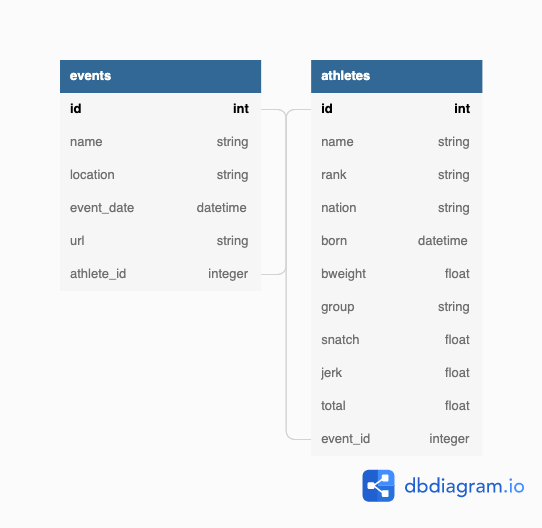 events
id int
name string
location string
event_date datetime
url string
athlete_id integer
athletes
id int
name string
rank string
nation string
born datetime
bweight float
group string
snatch float
jerk float
total float
event_id integer
dbdiagram.io